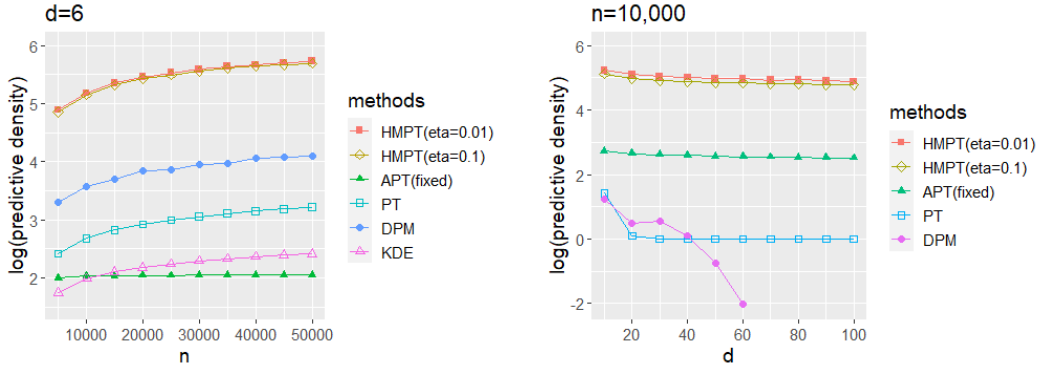 d=6
log(predictive density)
6
5
4
3
2
10000 20000 30000 40000 50000
n
methods
HMPT(eta=0.01)
HMPT(eta=0.1)
APT(fixed)
PT
DPM
KDE
n=10,000
log(predictive density)
6
4
2
0
-2
20 40 60 80 100
d
methods
HMPT(eta=0.01)
HMPT(eta=0.1)
APT(fixed)
PT
DPM